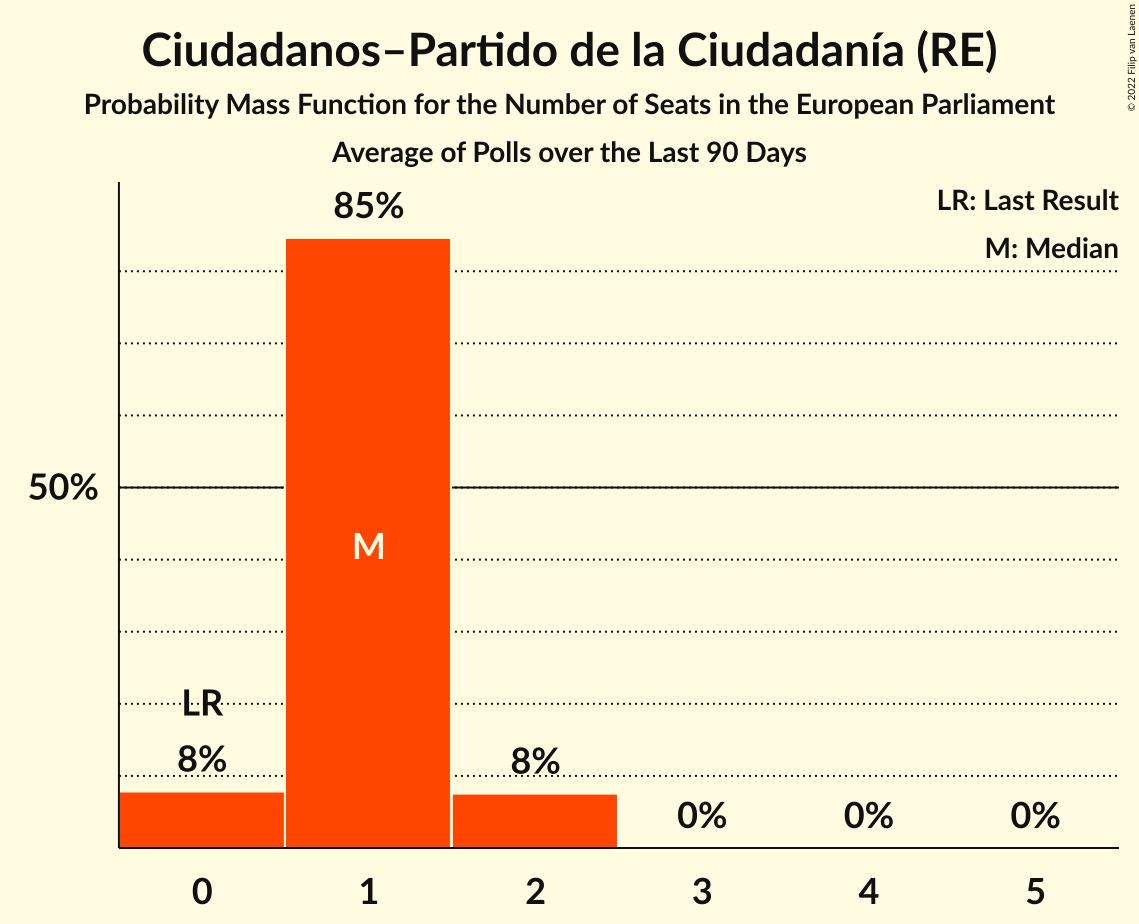 Ciudadanos–Partido de la Ciudadanía (RE)
Probability Mass Function for the Number of Seats in the European Parliament
Average of Polls over the Last 90 Days
© 2022 Filip van Laenen
LR: Last Result
M: Median
85%
50%
M
LR
8%
8%
0%
0%
0%
0
1
2
3
4
5